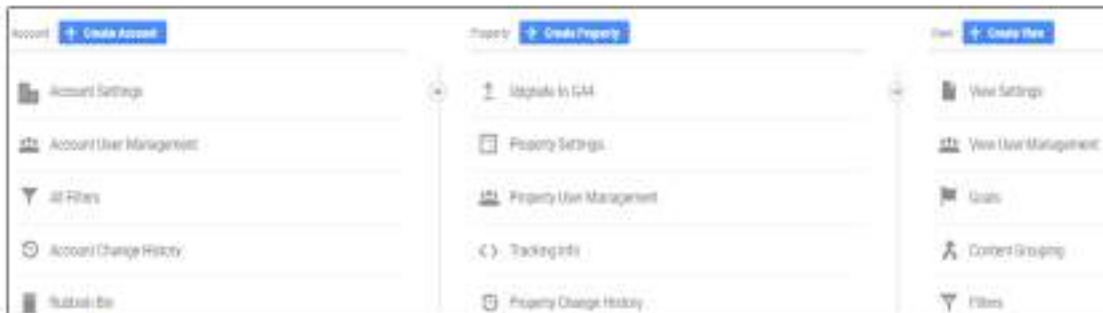 Account + Create Account
Property + Create Property
View + Create View
Account Settings
Account User Management
All Filters
Account Change History
Rubbish Bin
Upgrade to GA4
Property Settings
Property User Management
Tracking Info
Property Change History
View Settings
View User Management
Goals
Content Grouping
Filters